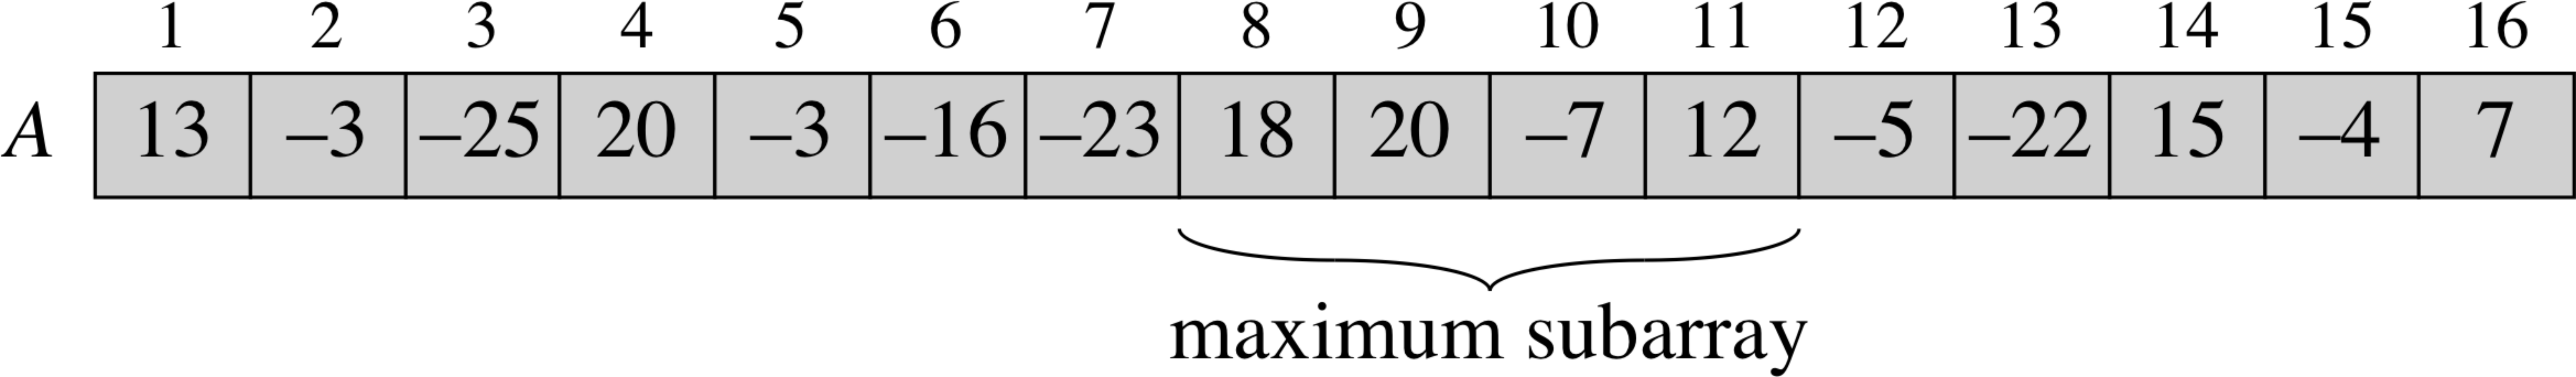 1 2 3 4 5 6 7 8 9 10 11 12 13 14 15 16
A 13 –3 –25 20 –3 –16 –23 18 20 –7 12 –5 –22 15 –4 7
maximum subarray